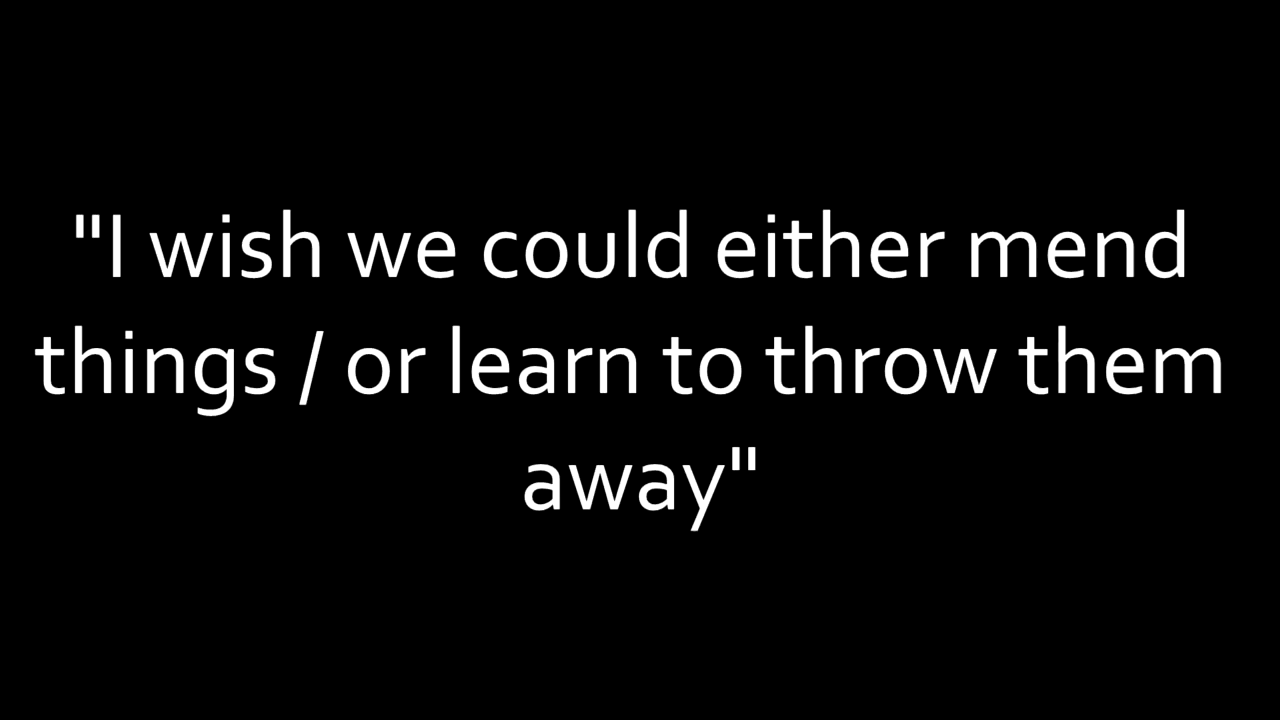 "I wish we could either mend
things / or learn to throw them
away"